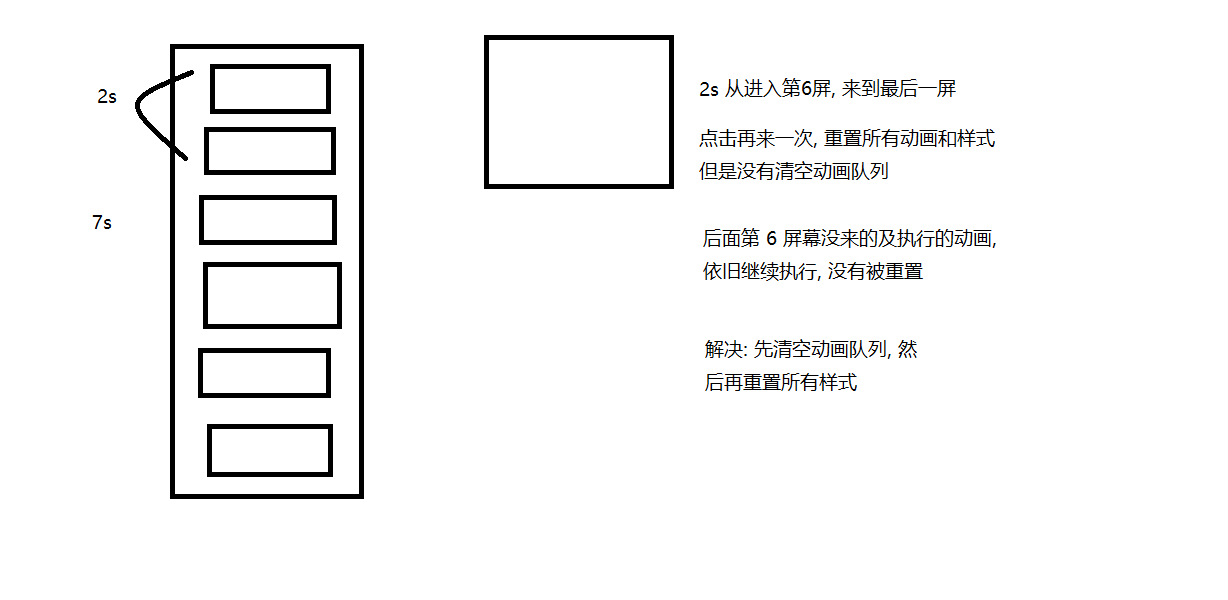 2s
7s
2s 从进入第6屏, 来到最后一屏
点击再来一次, 重置所有动画和样式
但是没有清空动画队列
后面第 6 屏幕没来的及执行的动画,
依旧继续执行, 没有被重置
解决: 先清空动画队列, 然
后再重置所有样式